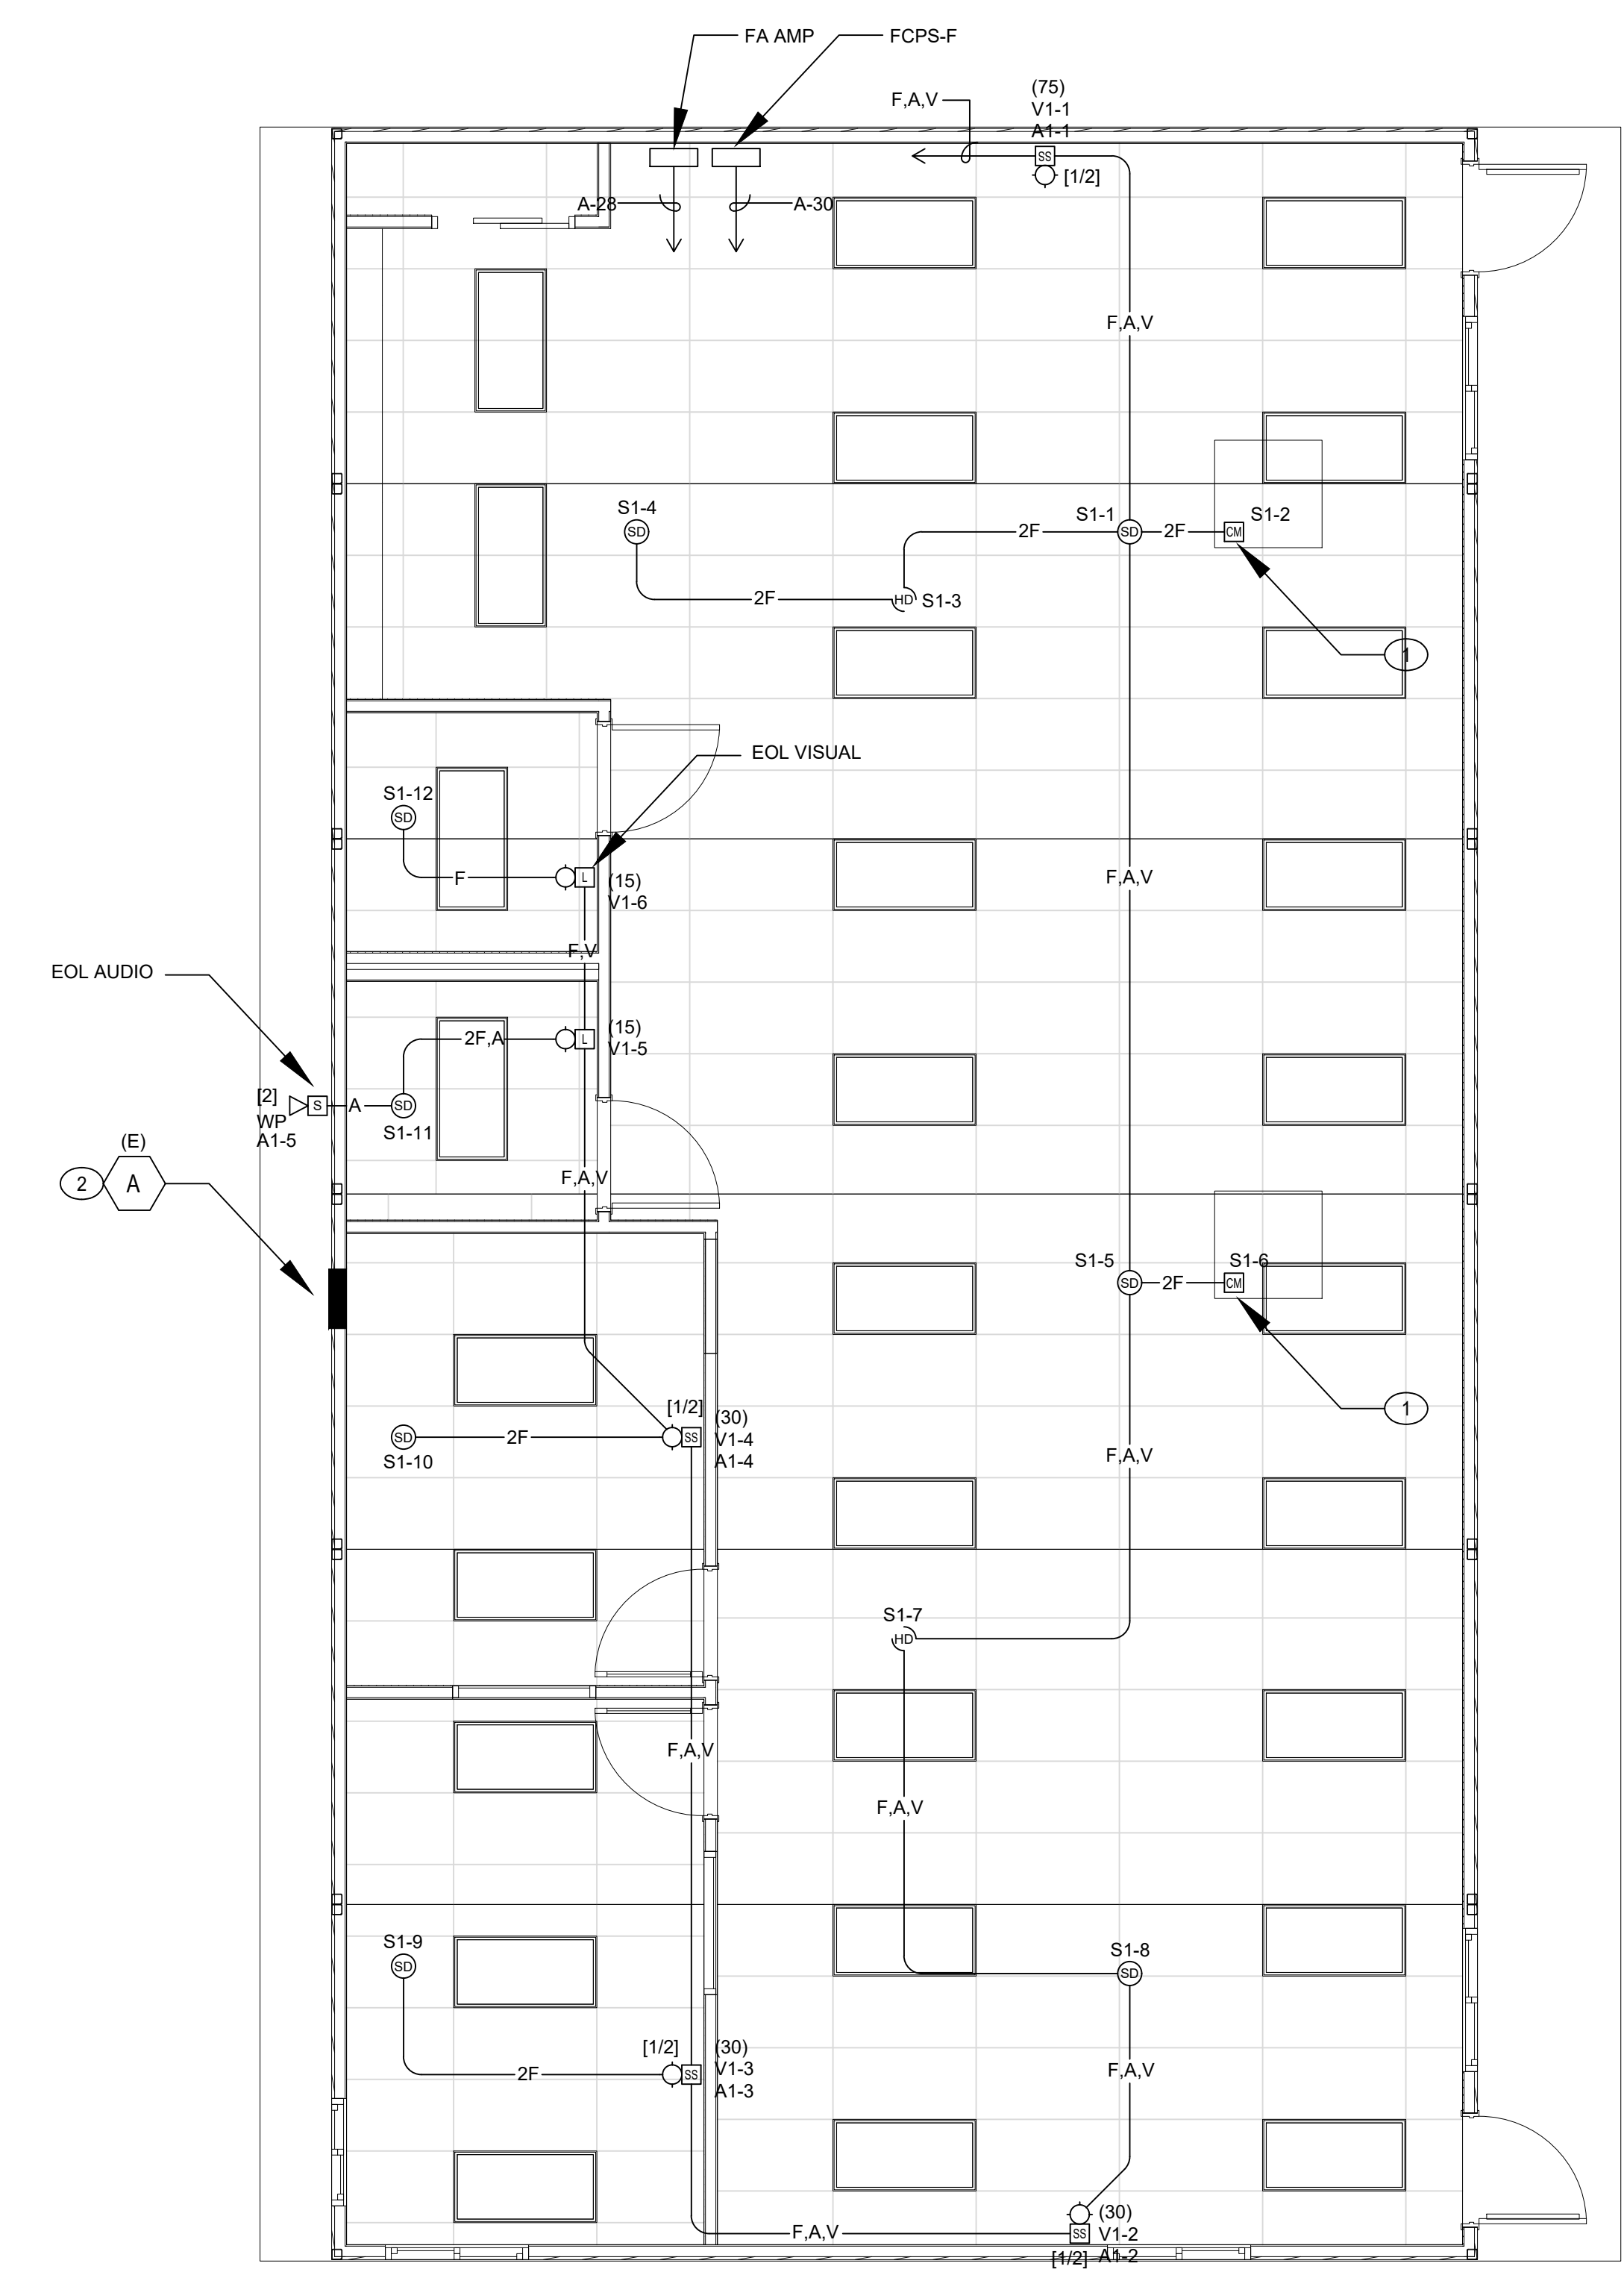 FA AMP
FCPS-F
(75)
V1-1
A1-1
F,A,V
SS
[1/2]
A-28
A-30
F,A,V
S1-4
SD
S1-1
SD
2F
2F
CM
S1-2
2F
HD
S1-3
1
EOL VISUAL
S1-12
SD
F
L
(15)
V1-6
F,A,V
F,V
EOL AUDIO
2F,A
L
(15)
V1-5
[2]
WP
A1-5
S
A
SD
S1-11
(E)
2
A
F,A,V
S1-5
SD
2F
CM
S1-6
1
[1/2]
(30)
V1-4
A1-4
SS
SD
2F
S1-10
F,A,V
S1-7
HD
F,A,V
F,A,V
S1-9
SD
S1-8
SD
[1/2]
(30)
V1-3
A1-3
SS
2F
F,A,V
F,A,V
SS
(30)
V1-2
A1-2
[1/2]